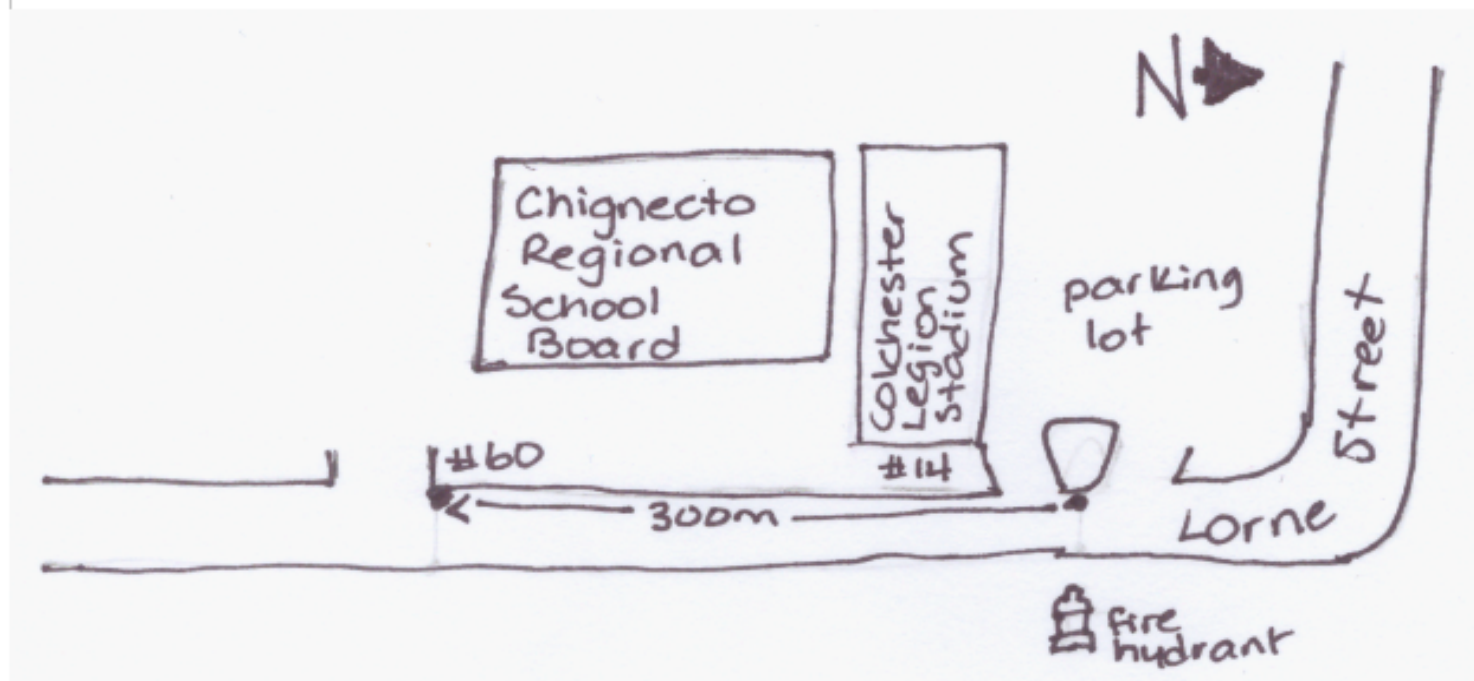 N
Chignecto
Regional
School
Board
Colchester
Legion
Stadium
parking
lot
Street
#60
#14
300m
Lorne
fire
hydrant